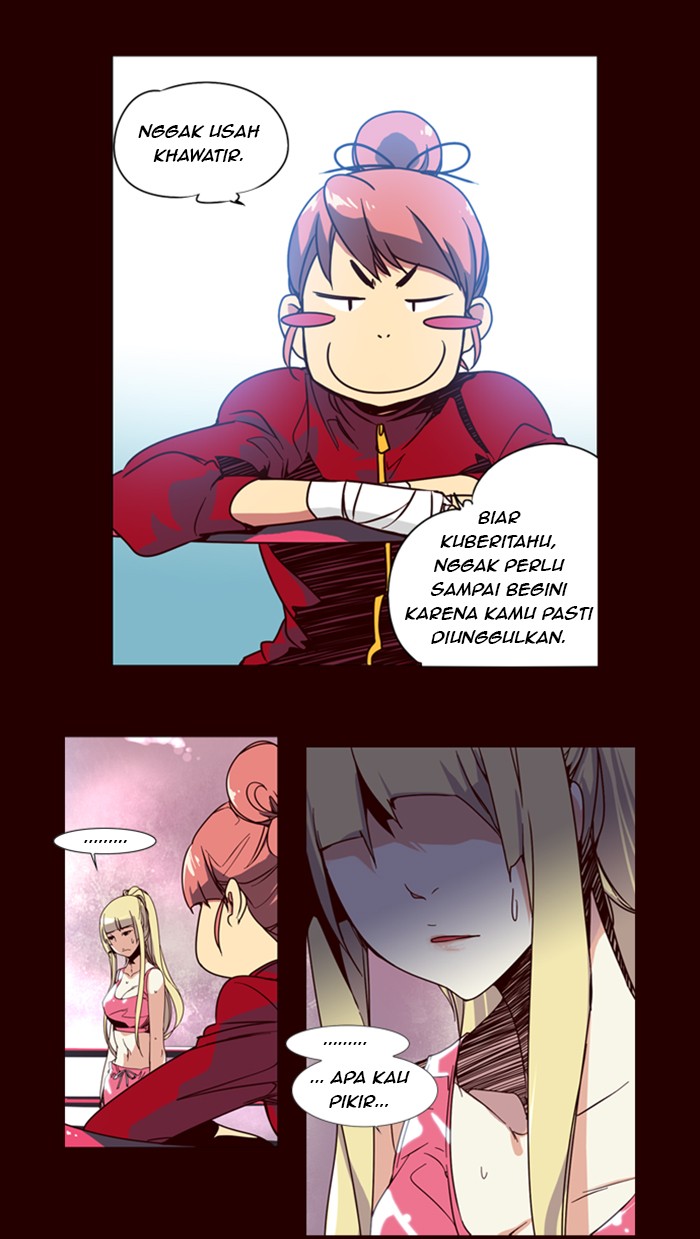 NGGAK USAH
KHAWATIR.
BIAR
KUBERITAHU,
NGGAK PERLU
SAMPAI BEGINI
KARENA KAMU PASTI
DIUNGGULKAN.
.........
.........
... APA KAU
PIKIR...